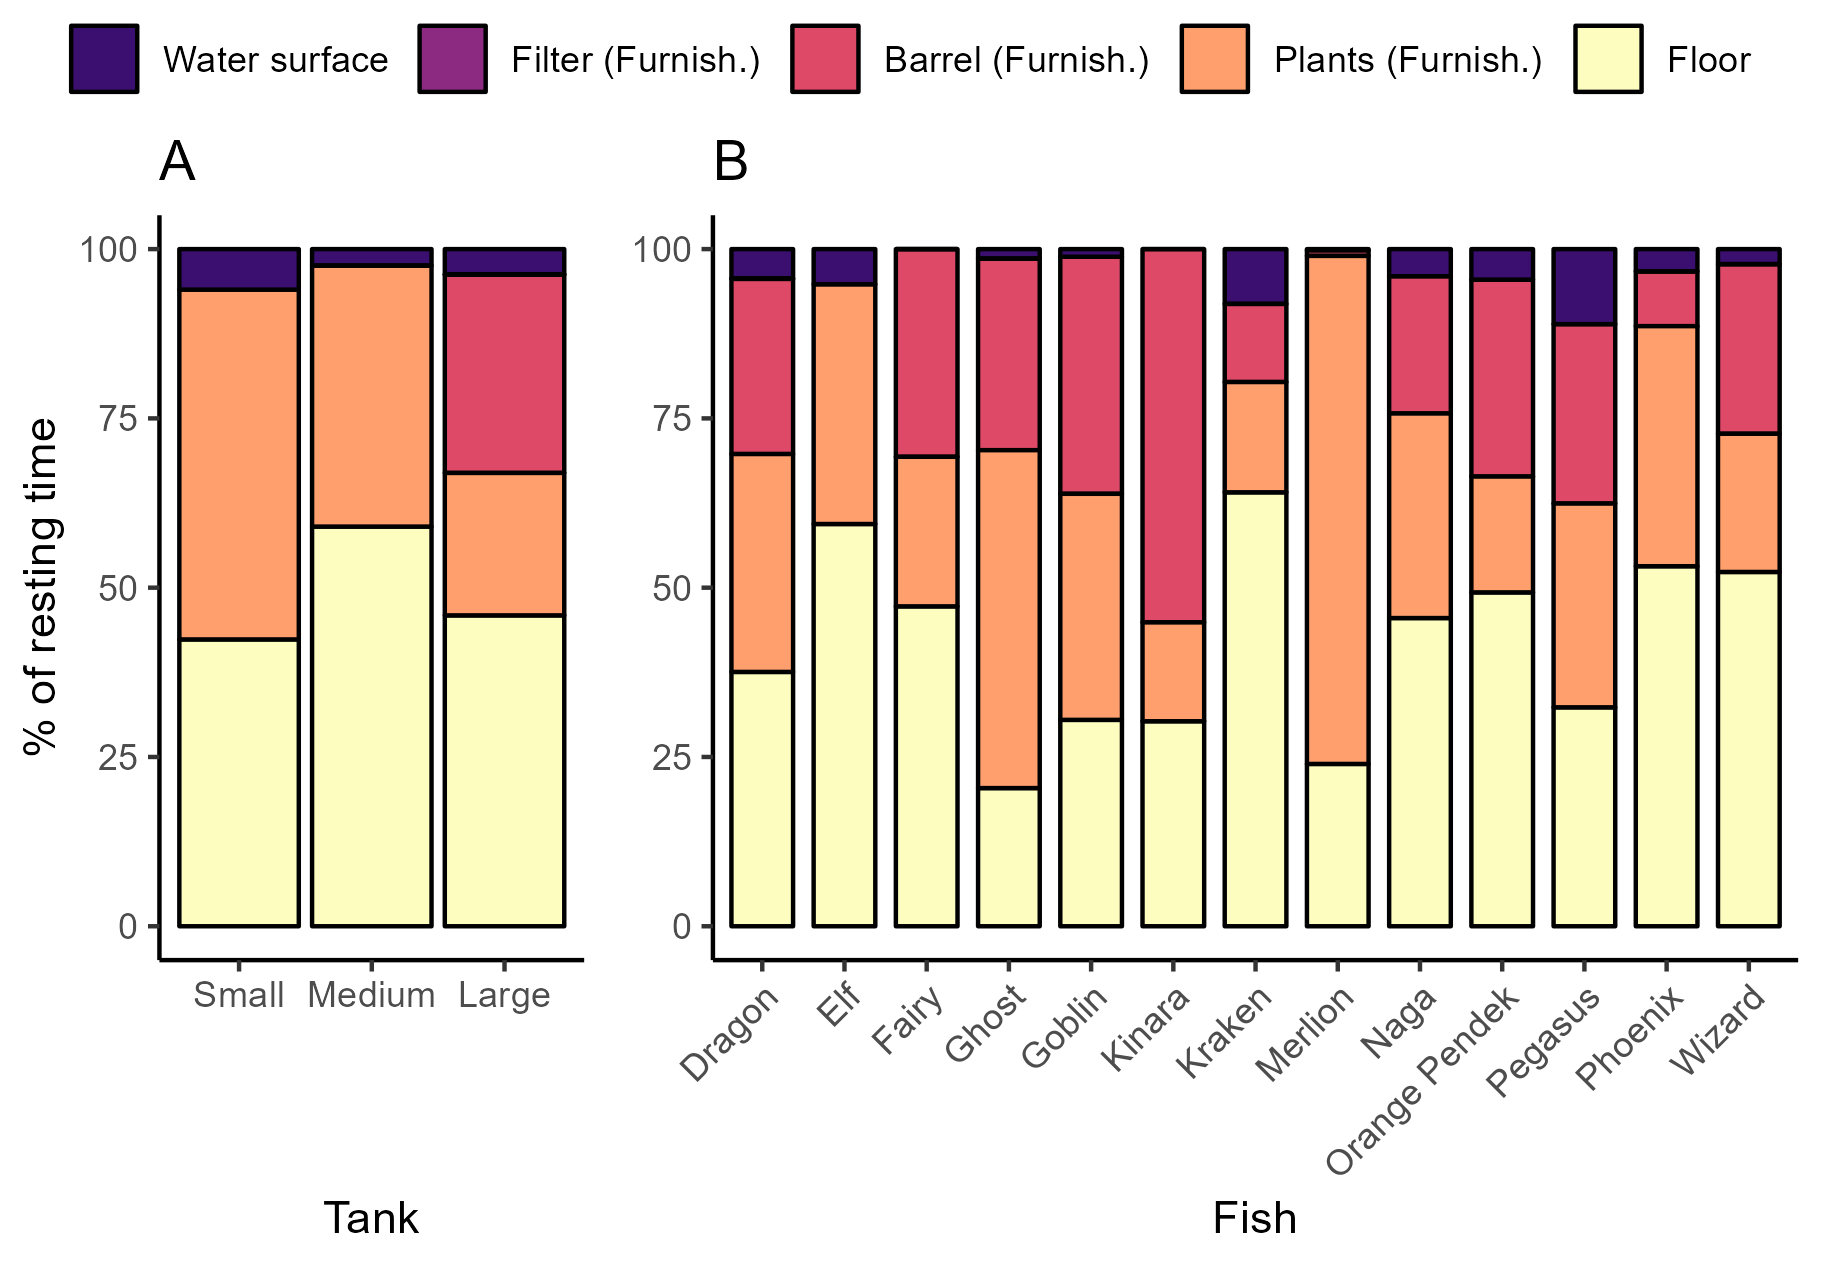 Water surface Filter (Furnish.) Barrel (Furnish.) Plants (Furnish.) Floor
A
B
% of resting time
100
75
50
25
0
Small Medium Large
Tank
100
75
50
25
0
Dragon
Elf
Fairy
Ghost
Goblin
Kinara
Kraken
Merlion
Naga
Orange Pendek
Pegasus
Phoenix
Wizard
Fish